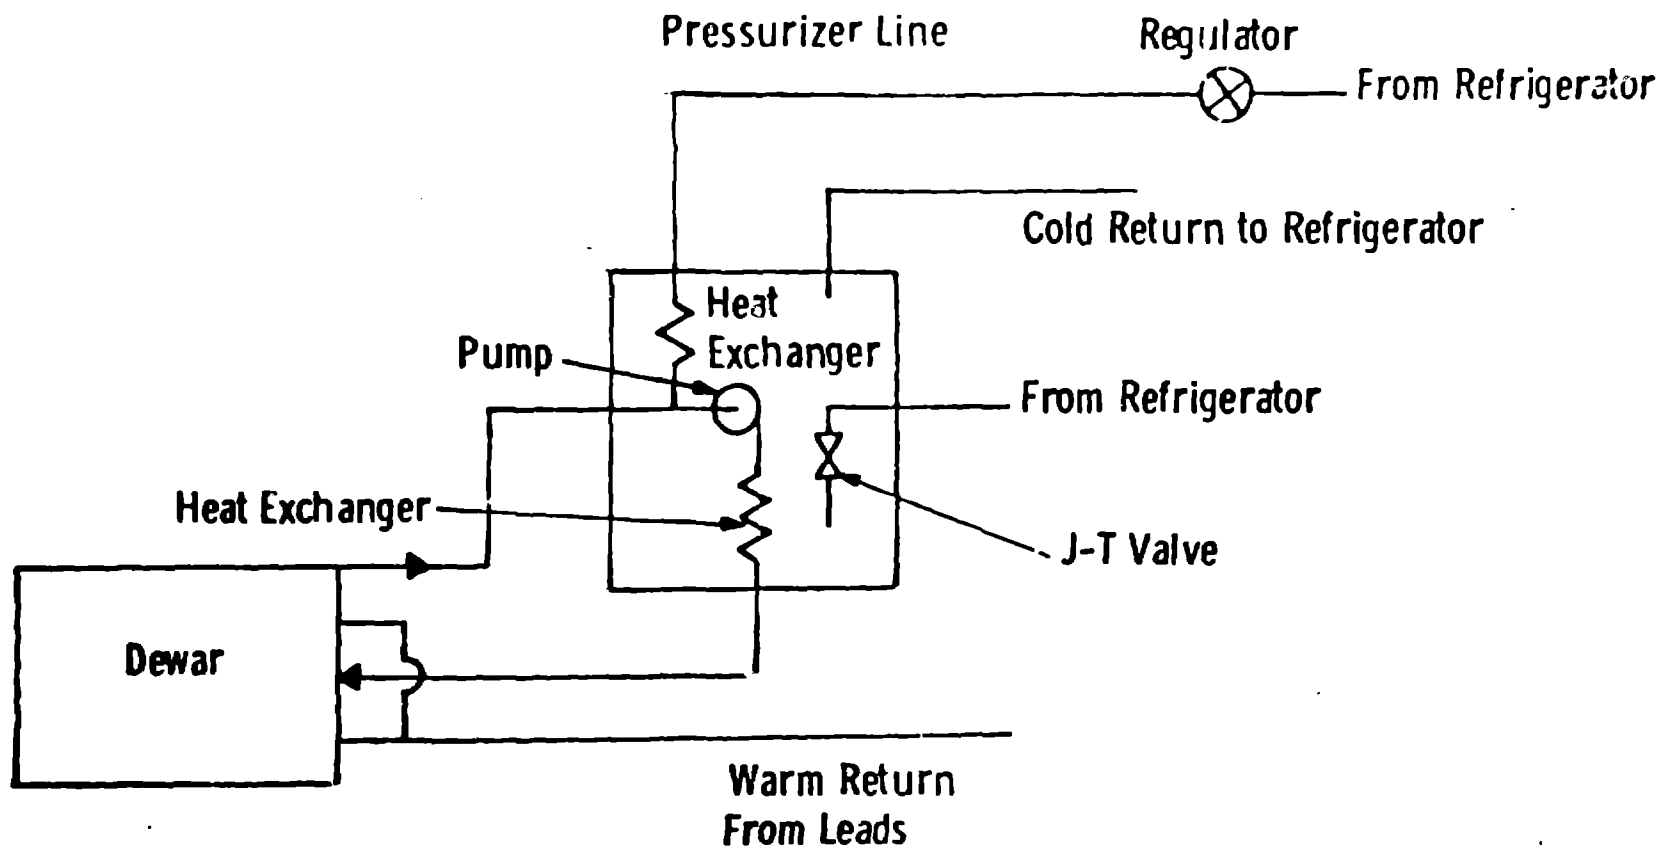 Pressurizer Line
Regulator
From Refrigerator
Cold Return to Refrigerator
Heat
Exchanger
Pump
From Refrigerator
Heat Exchanger
J-T Valve
Dewar
Warm Return
From Leads